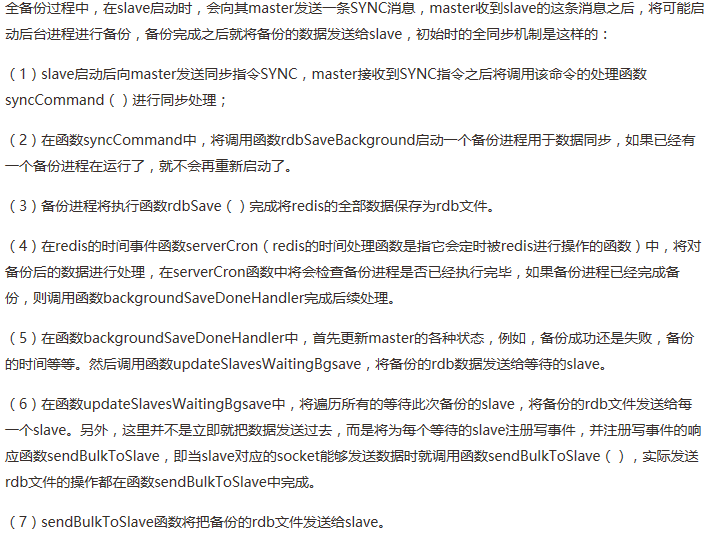 全备份过程中，在slave启动时，会向其master发送一条SYNC消息，master收到slave的这条消息之后，将可能启
动后台进程进行备份，备份完成之后就将备份的数据发送给slave，初始时的全同步机制是这样的：
（1）slave启动后向master发送同步指令SYNC，master接收到SYNC指令之后将调用该命令的处理函数
syncCommand（）进行同步处理；
（2）在函数syncCommand中，将调用函数rdbSaveBackground启动一个备份进程用于数据同步，如果已经有
一个备份进程在运行了，就不会再重新启动了。
（3）备份进程将执行函数rdbSave（）完成将redis的全部数据保存为rdb文件。
（4）在redis的时间事件函数serverCron（redis的时间处理函数是指它会定时被redis进行操作的函数）中，将对
备份后的数据进行处理，在serverCron函数中将会检查备份进程是否已经执行完毕，如果备份进程已经完成备
份，则调用函数backgroundSaveDoneHandler完成后续处理。
（5）在函数backgroundSaveDoneHandler中，首先更新master的各种状态，例如，备份成功还是失败，备份
的时间等等。然后调用函数updateSlavesWaitingBgsave，将备份的rdb数据发送给等待的slave。
（6）在函数updateSlavesWaitingBgsave中，将遍历所有的等待此次备份的slave，将备份的rdb文件发送给每
一个slave。另外，这里并不是立即就把数据发送过去，而是将为每个等待的slave注册写事件，并注册写事件的响
应函数sendBulkToSlave，即当slave对应的socket能够发送数据时就调用函数sendBulkToSlave（），实际发送
rdb文件的操作都在函数sendBulkToSlave中完成。
（7）sendBulkToSlave函数将把备份的rdb文件发送给slave。